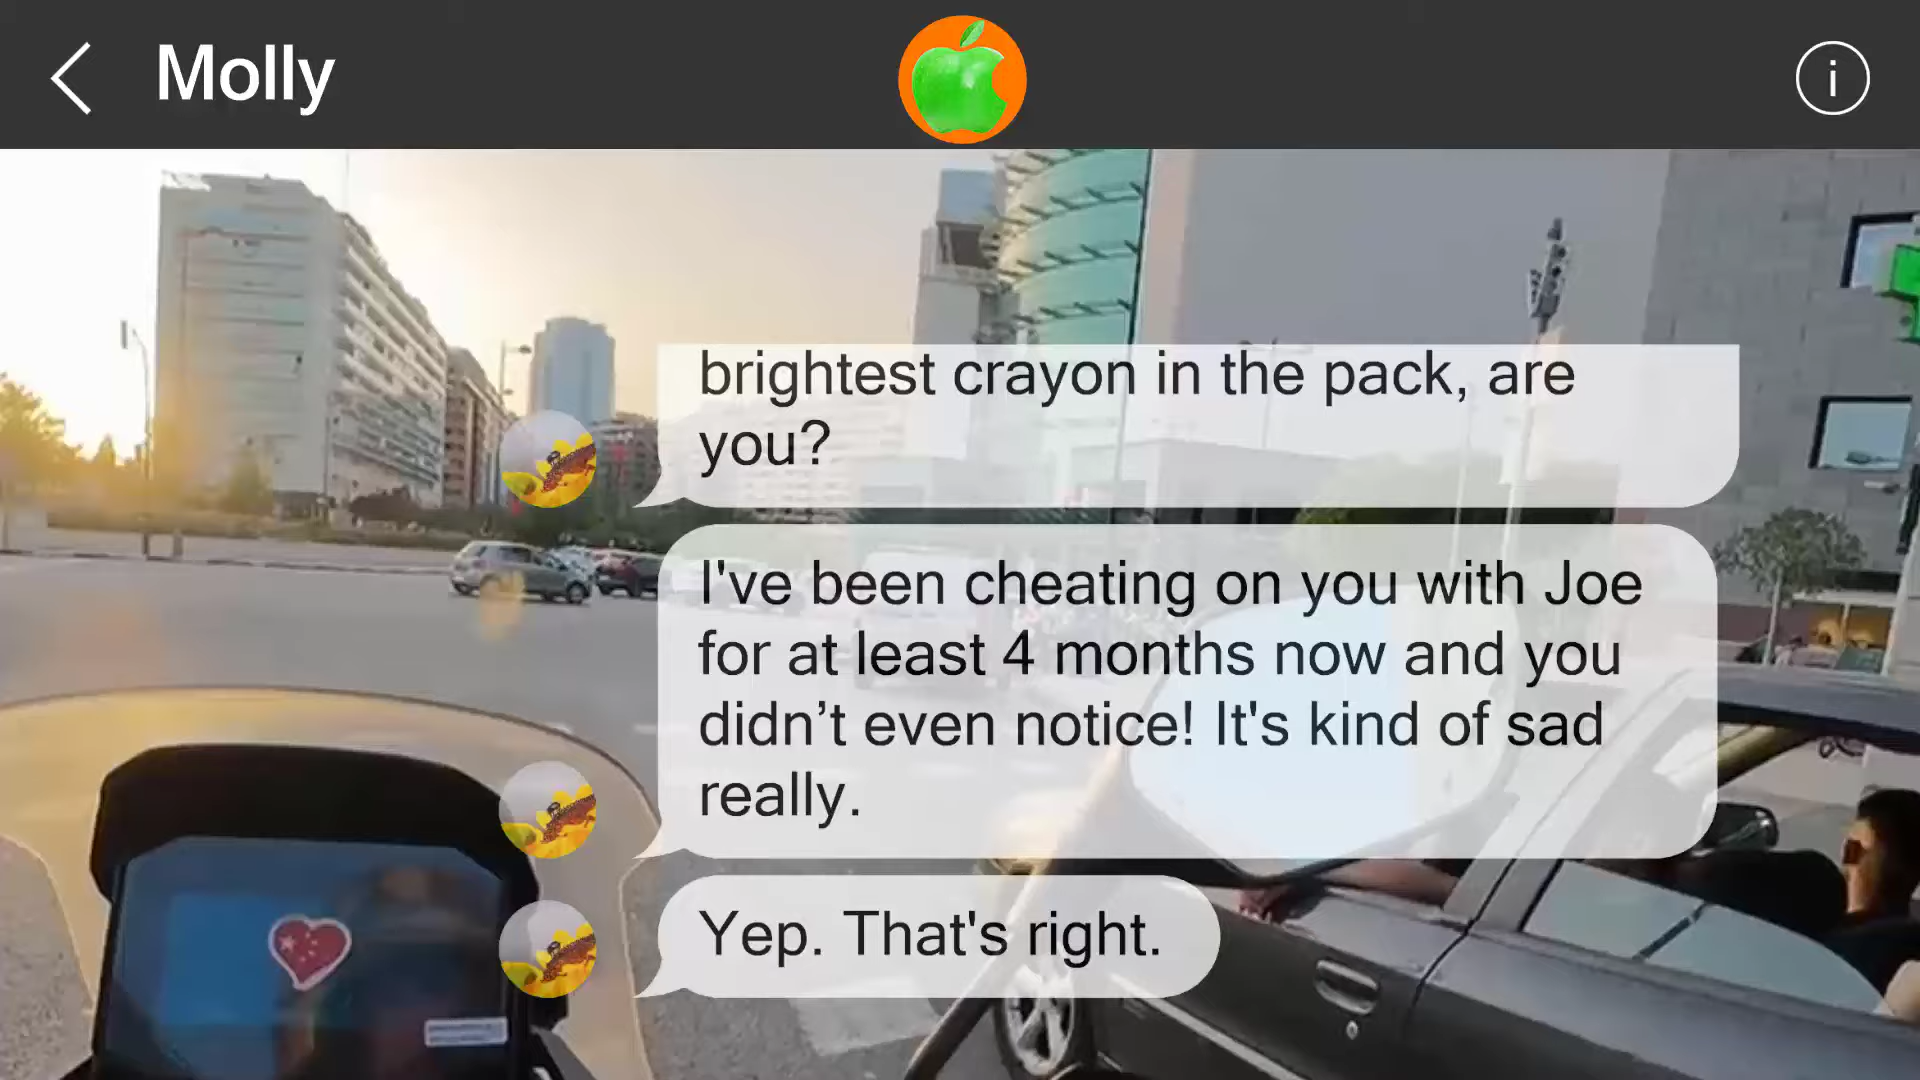 Molly
i
brightest crayon in the pack, are
you?
I've been cheating on you with Joe
for at least 4 months now and you
didn’t even notice! It's kind of sad
really.
Yep. That's right.